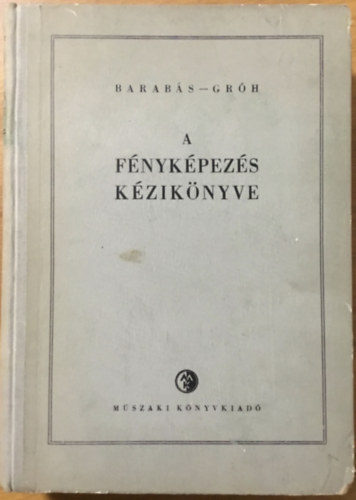 BARABÁS — GRÓH
A
FÉNYKÉPEZÉS
KÉZIKÖNYVE
MŰSZAKI KÖNYVKIADÓ